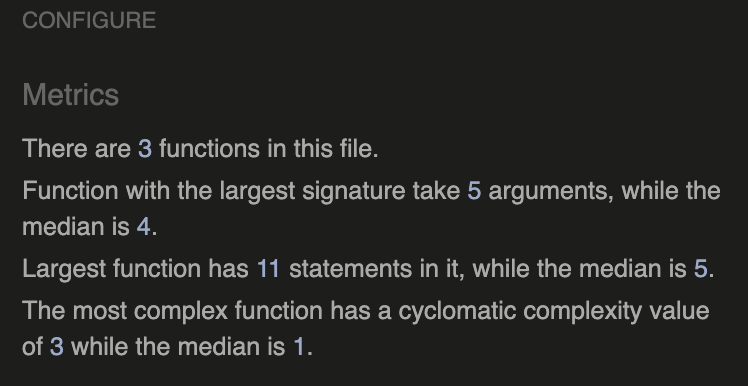 CONFIGURE
Metrics
There are 3 functions in this file.
Function with the largest signature take 5 arguments, while the
median is 4.
Largest function has 11 statements in it, while the median is 5.
The most complex function has a cyclomatic complexity value
of 3 while the median is 1.